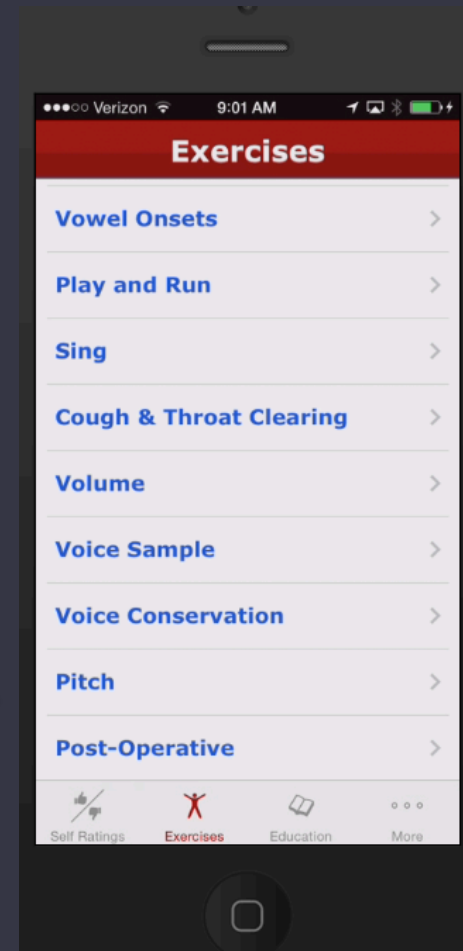 Verizon 9:01 AM
Exercises
Vowel Onsets
Play and Run
Sing
Cough & Throat Clearing
Volume
Voice Sample
Voice Conservation
Pitch
Post-Operative
Self Ratings Exercises Education More